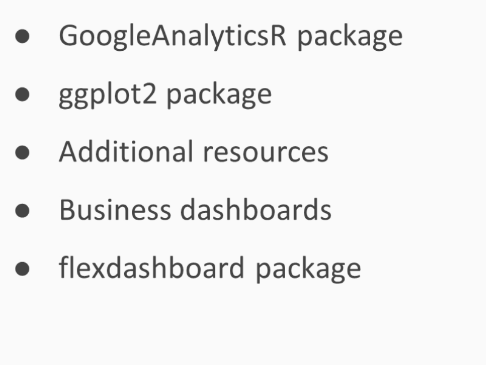 ● GoogleAnalyticsR package
● ggplot2 package
● Additional resources
● Business dashboards
● flexdashboard package